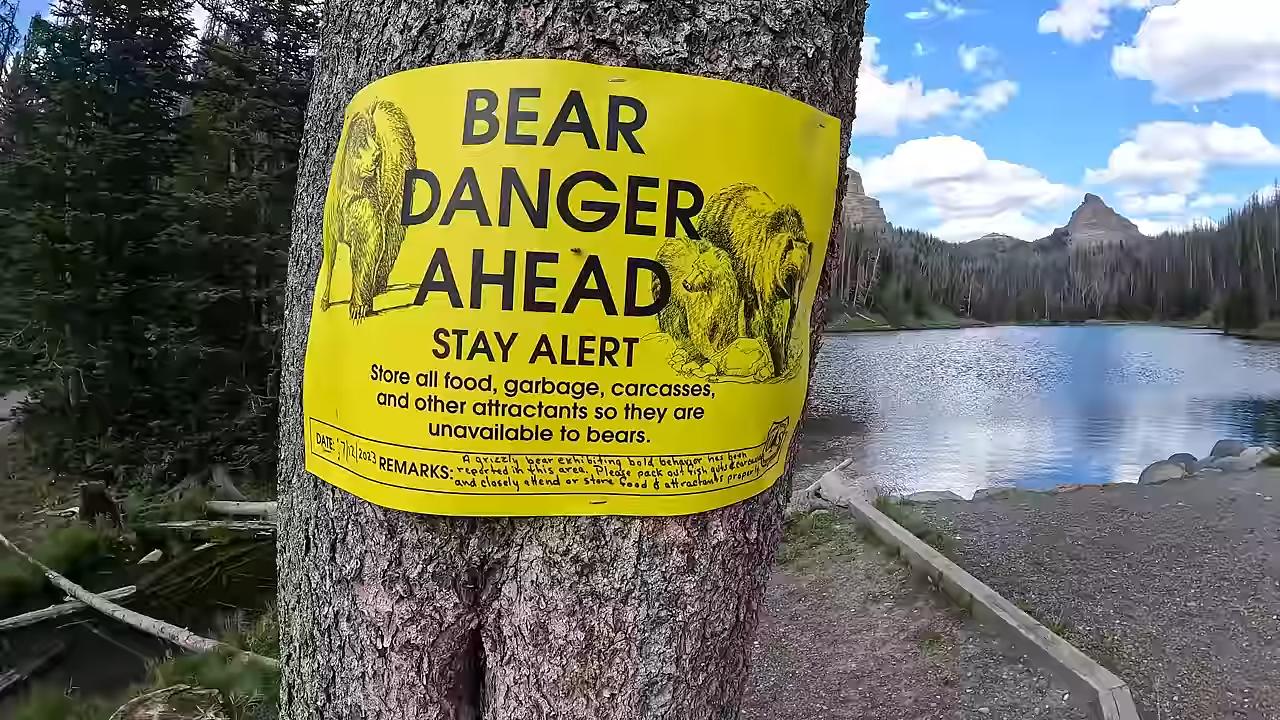 BEAR
DANGER
AHEAD
STAY ALERT
Store all food, garbage, carcasses,
and other attractants so they are
unavailable to bears.
DATE: 7/12/2023 REMARKS: A grizzly bear exhibiting bold behavior has been
reported in this area. Please pack out fish guts & carcass
and closely attend or store food & attractants properly